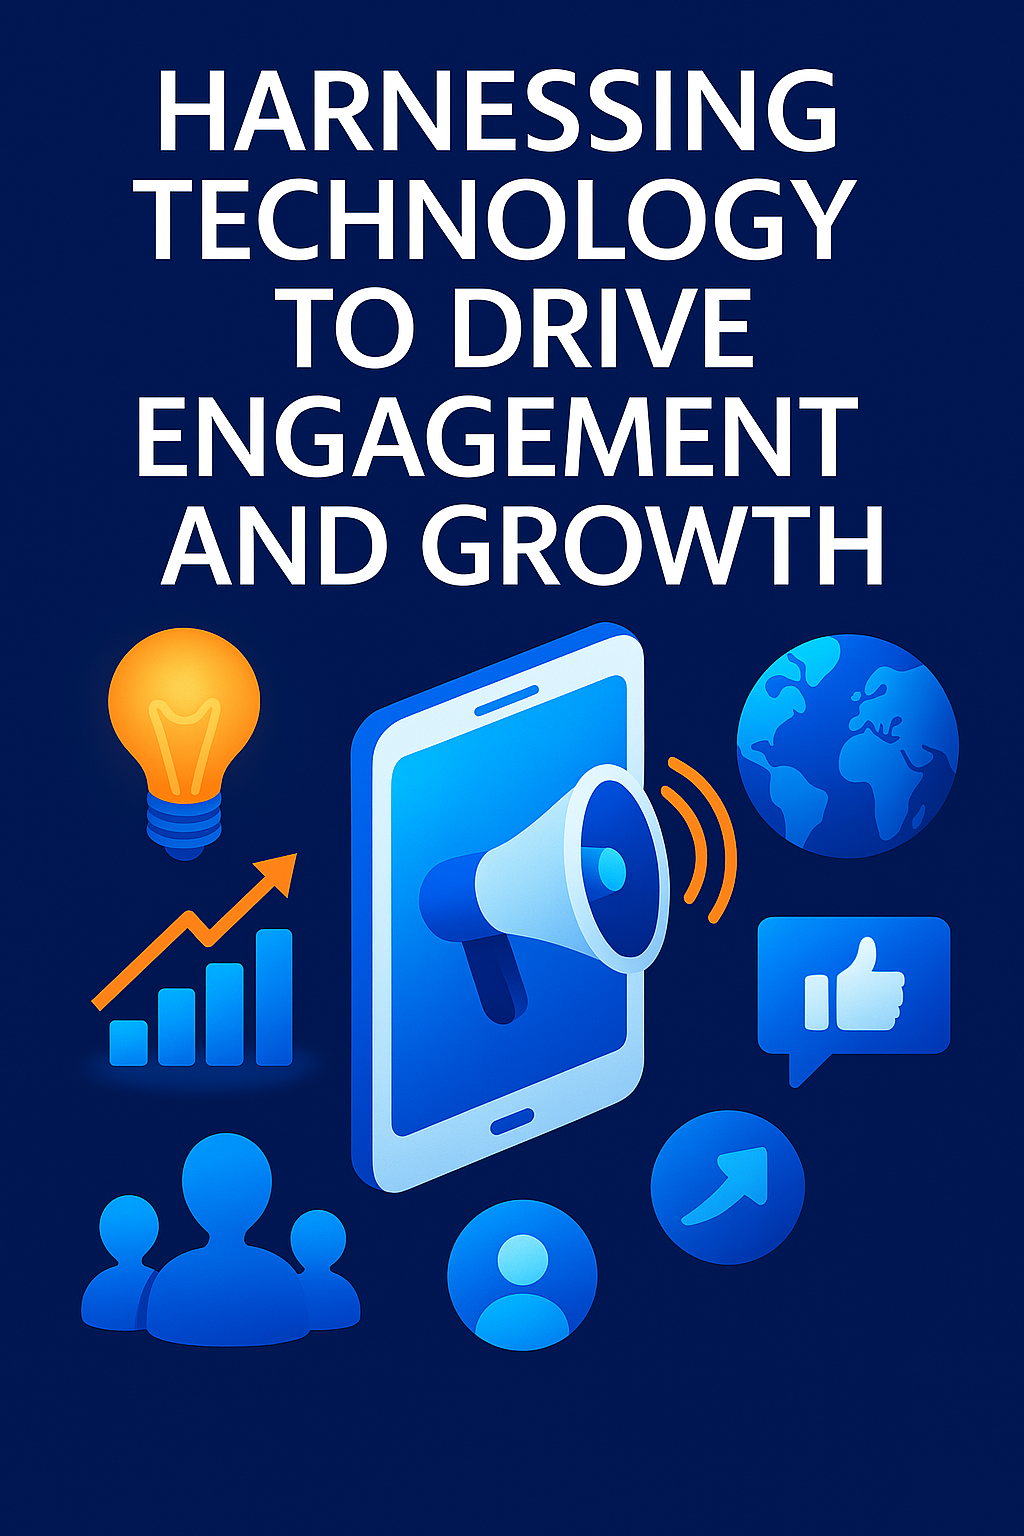 HARNESSING
TECHNOLOGY
TO DRIVE
ENGAGEMENT
AND GROWTH